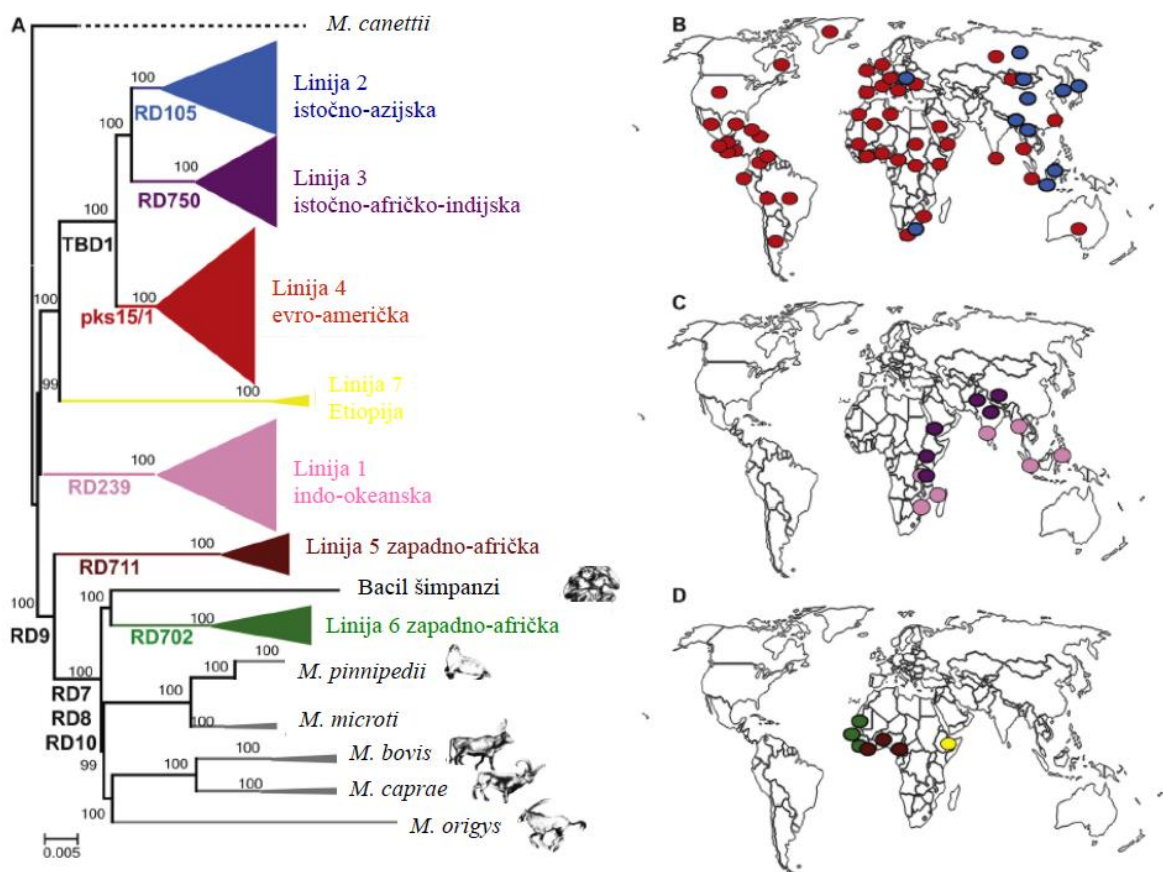 A
M. canettii
100
Linija 2
istočno-azijska
RD105
100
100
Linija 3
istočno-afričko-indijska
RD750
100
TBD1
100
Linija 4
evro-američka
pks15/1
100
99
100
Linija 7
Etiopija
100
Linija 1
indo-okeanska
RD239
100
Linija 5 zapadno-afrička
RD711
Bacil šimpanzi
100
RD9
100
Linija 6 zapadno-afrička
RD702
100
M. pinnipedii
100
RD7
100
RD8
100
M. microti
RD10
M. bovis
99
100
100
M. caprae
100
M. origys
0.005
B
C
D